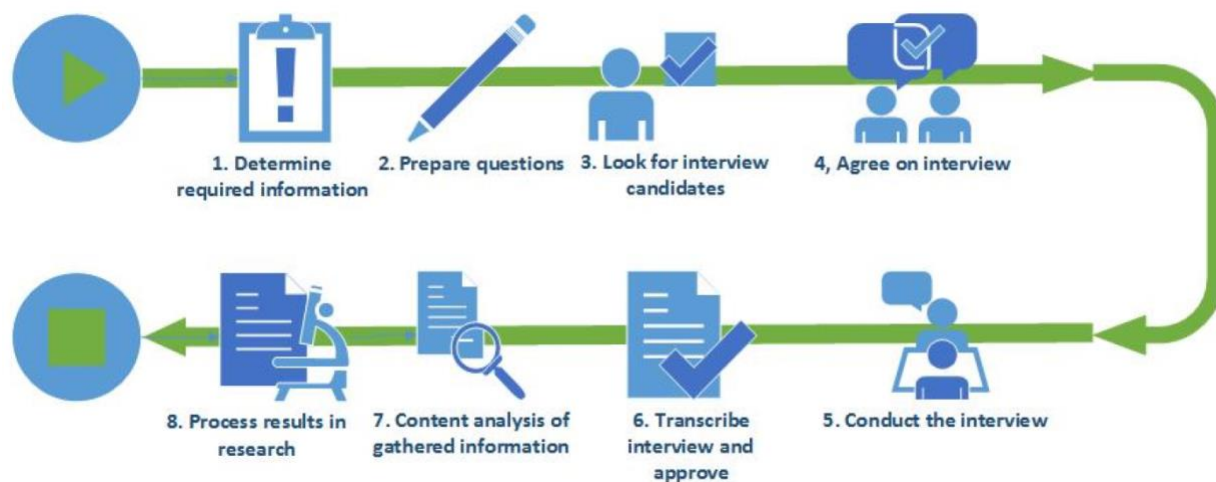 1. Determine
required information
2. Prepare questions
3. Look for interview
candidates
4, Agree on interview
8. Process results in
research
7. Content analysis of
gathered information
6. Transcribe
interview and
approve
5. Conduct the interview